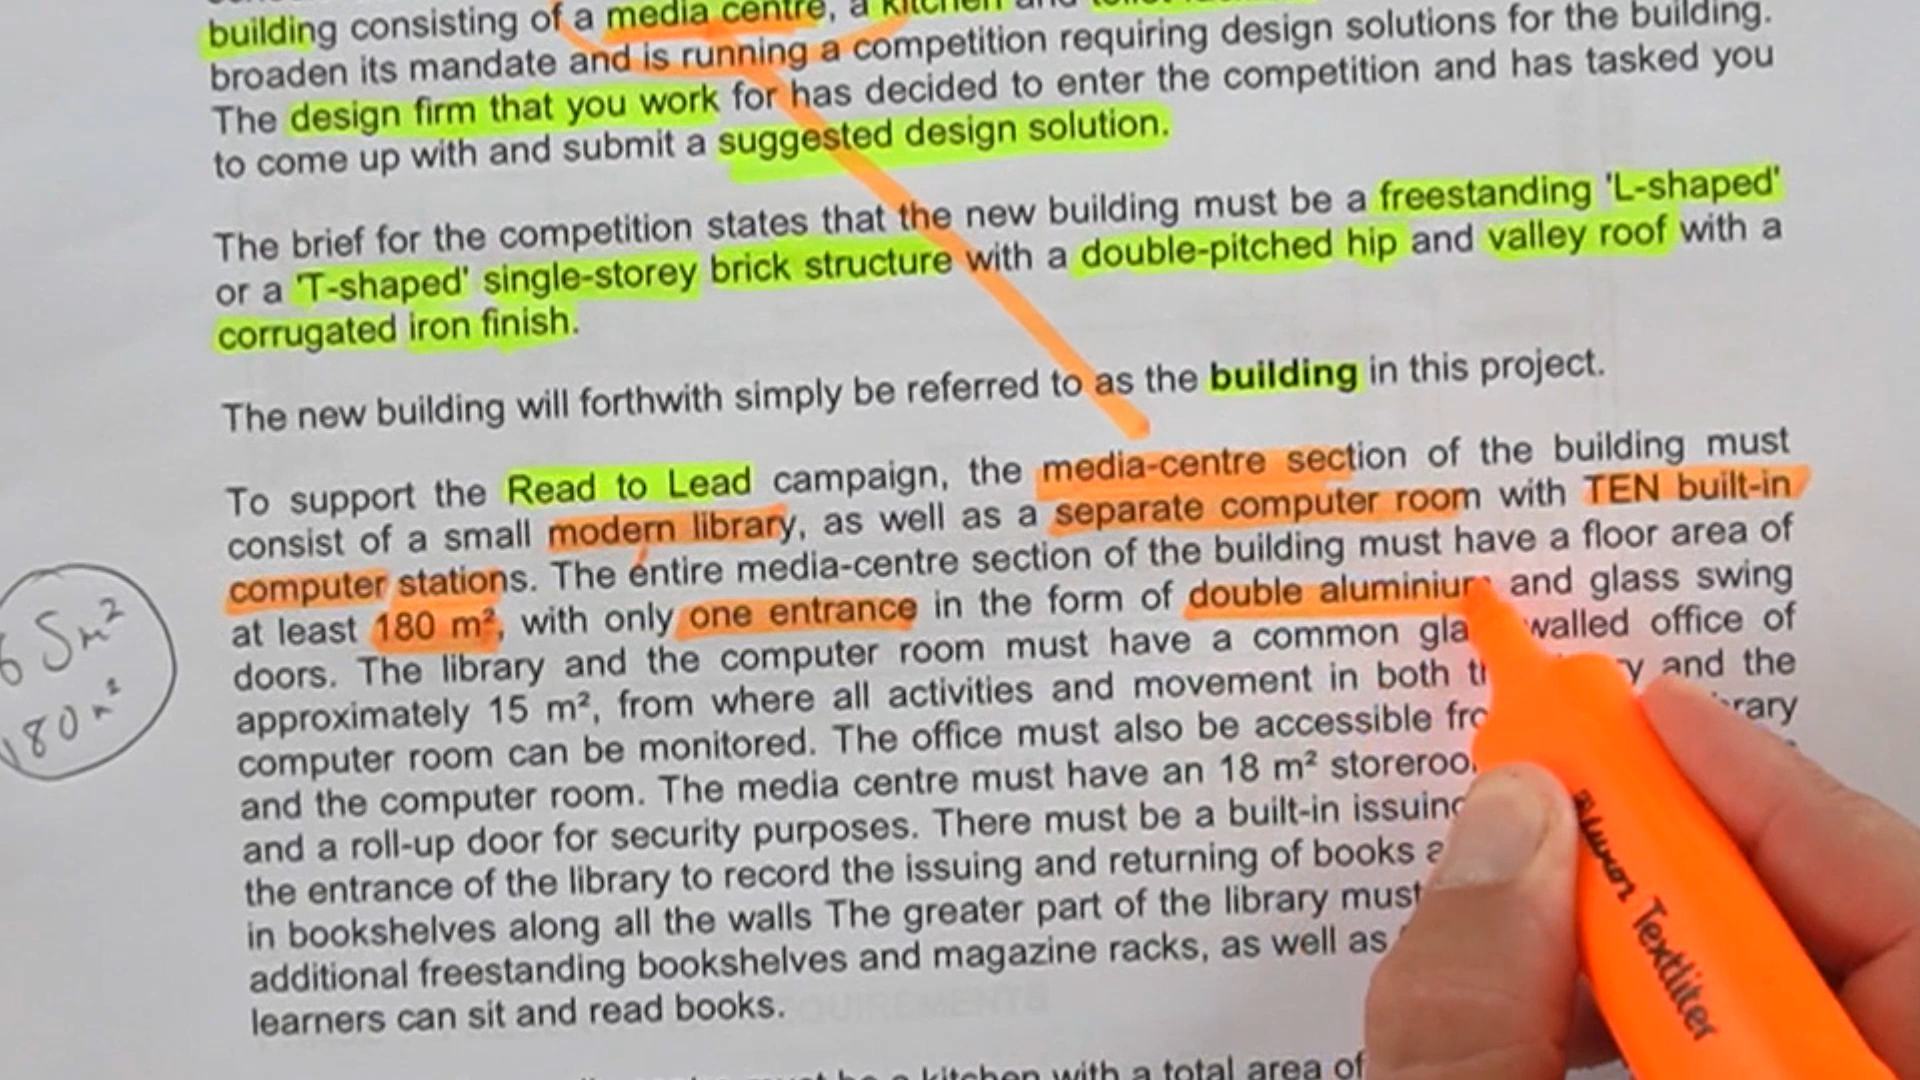 building consisting of a media centre, a kitchen and
broaden its mandate and is running a competition requiring design solutions for the building.
The design firm that you work for has decided to enter the competition and has tasked you
to come up with and submit a suggested design solution.
The brief for the competition states that the new building must be a freestanding 'L-shaped'
or a 'T-shaped' single-storey brick structure with a double-pitched hip and valley roof with a
corrugated iron finish.
The new building will forthwith simply be referred to as the building in this project.
To support the Read to Lead campaign, the media-centre section of the building must
consist of a small modern library, as well as a separate computer room with TEN built-in
computer stations. The entire media-centre section of the building must have a floor area of
at least 180 m², with only one entrance in the form of double aluminium and glass swing
doors. The library and the computer room must have a common walled office of
approximately 15 m², from where all activities and movement in both and the
computer room can be monitored. The office must also be accessible
and the computer room. The media centre must have an 18 m²
and a roll-up door for security purposes. There must be a built-in
the entrance of the library to record the issuing and returning of books
in bookshelves along all the walls The greater part of the library must
additional freestanding bookshelves and magazine racks, as well as
learners can sit and read books.
must be a kitchen with a total area of
5m²
180m²
Textliter